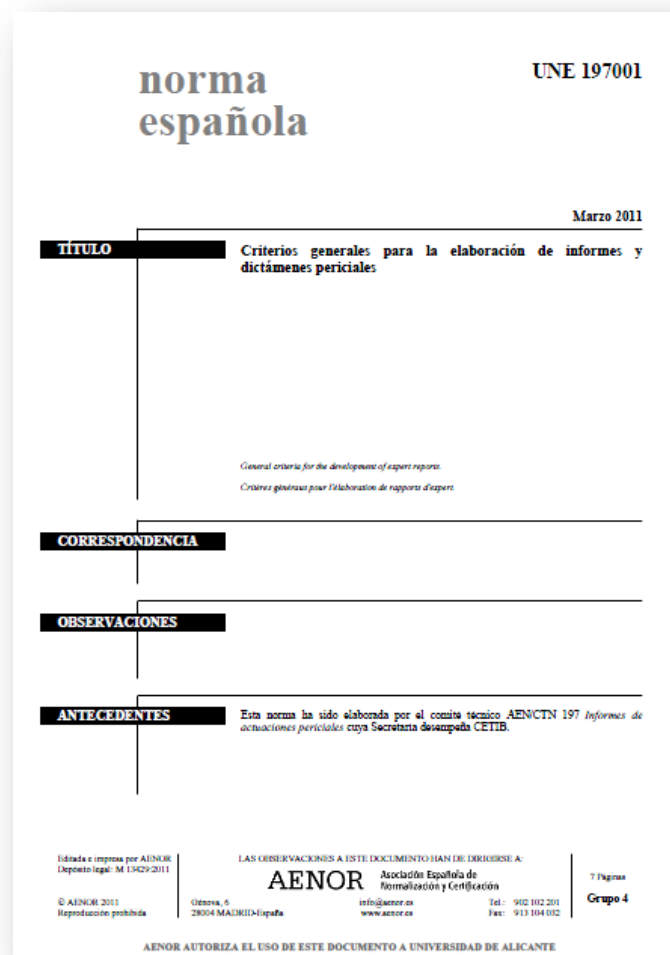 norma
española
UNE 197001
Marzo 2011
TÍTULO
Criterios generales para la elaboración de informes y
dictámenes periciales
General criteria for the development of expert reports.
Critères généraux pour l'élaboration de rapports d'expert.
CORRESPONDENCIA
OBSERVACIONES
ANTECEDENTES
Esta norma ha sido elaborada por el comité técnico AEN/CTN 197 Informes de
actuaciones periciales cuya Secretaría desempeña CETIB.
Editada e impresa por AENOR
Depósito legal: M 13429:2011
© AENOR 2011
Reproducción prohibida
LAS OBSERVACIONES A ESTE DOCUMENTO HAN DE DIRIGIRSE A:
AENOR Asociación Española de
Normalización y Certificación
Génova, 6
28004 MADRID-España
info@aenor.es
www.aenor.es
Tel.: 902 102 201
Fax: 913 104 032
7 Páginas
Grupo 4
AENOR AUTORIZA EL USO DE ESTE DOCUMENTO A UNIVERSIDAD DE ALICANTE